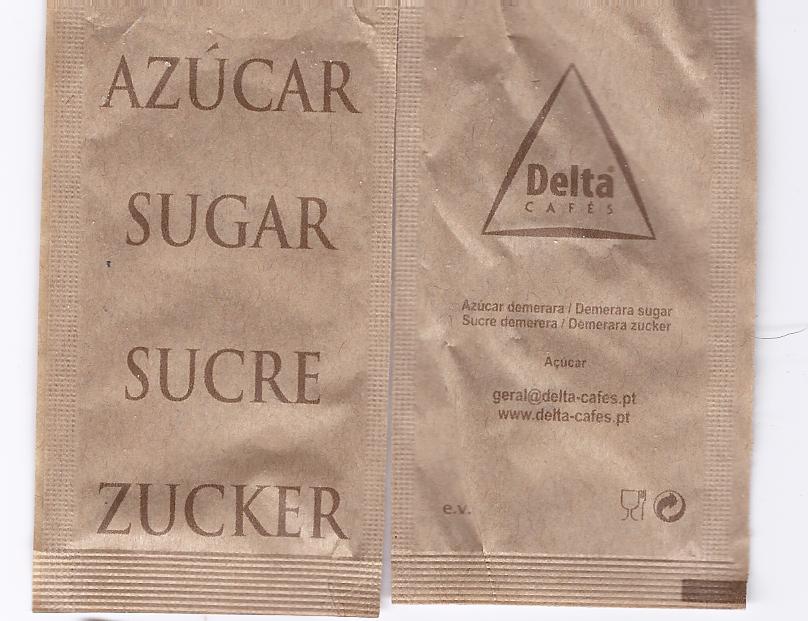 AZÚCAR
SUGAR
SUCRE
ZUCKER
Delta®
CAFÉS
Azúcar demerara / Demerara sugar
Sucre demerera / Demerara zucker
Açúcar
geral@delta-cafes.pt
www.delta-cafes.pt
e.v.